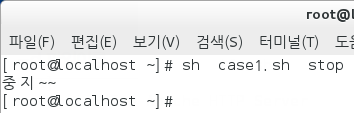 root@l
파일(F) 편집(E) 보기(V) 검색(S) 터미널(T) 도움
[root@localhost ~]# sh case1.sh stop
중지~~
[root@localhost ~]#